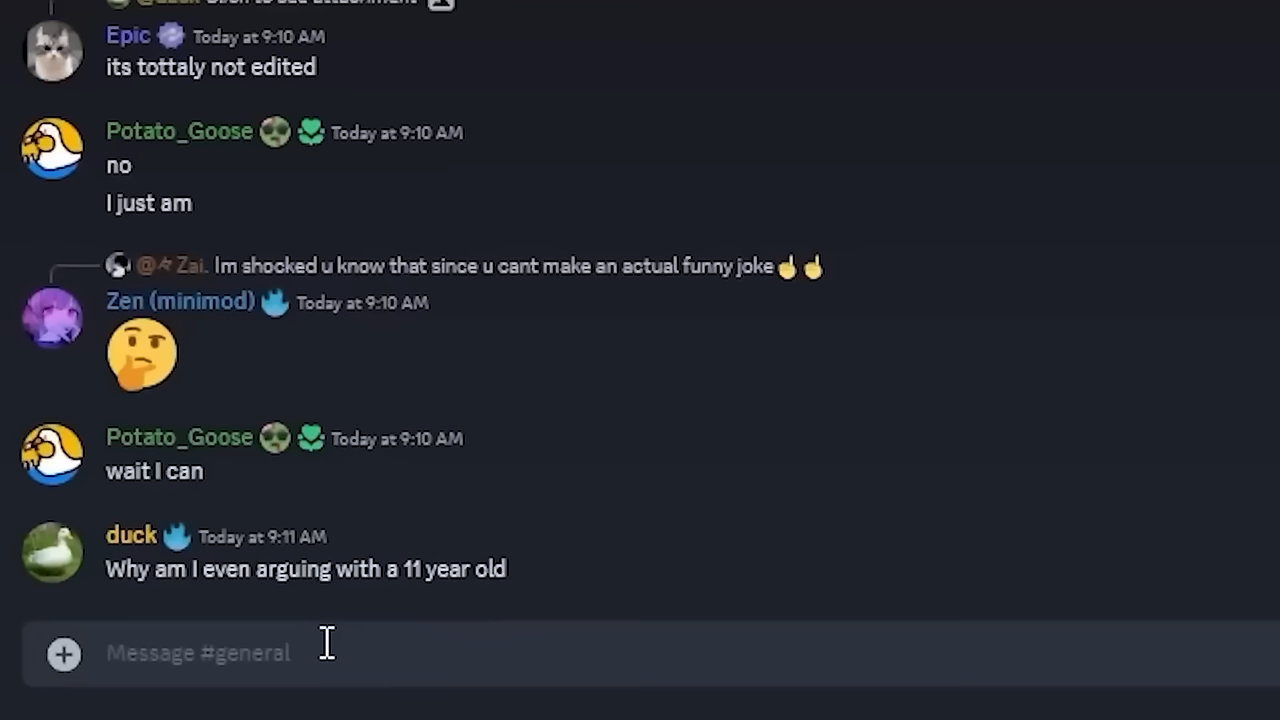 Epic Today at 9:10 AM
its tottaly not edited
Potato_Goose Today at 9:10 AM
no
I just am
@ Zai. Im shocked u know that since u cant make an actual funny joke☝️☝️
Zen (minimod) Today at 9:10 AM
🤔
Potato_Goose Today at 9:10 AM
wait I can
duck Today at 9:11 AM
Why am I even arguing with a 11 year old
Message #general